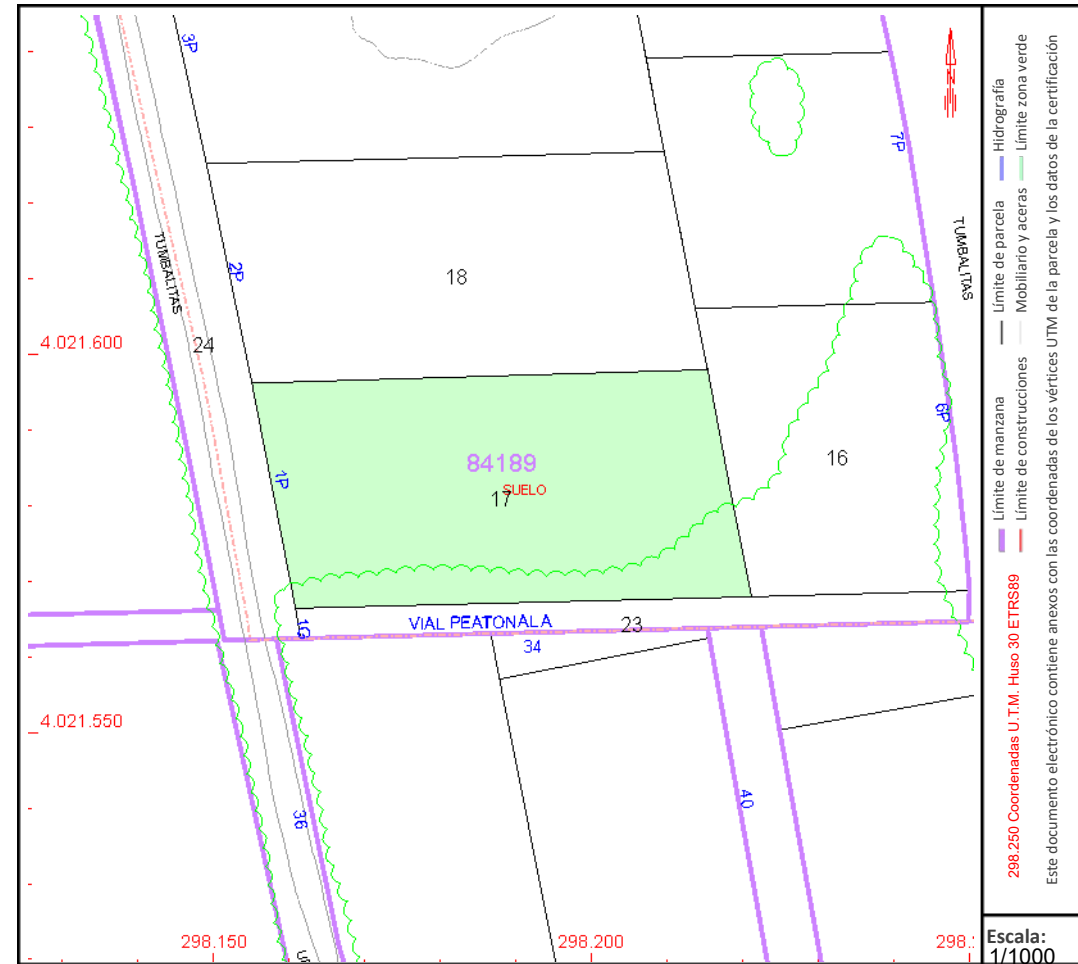 3P
7P
TUMBALITAS
2P
TUMBALITAS
18
24
4.021.600
6P
84189
16
1P
SUELO
17
1G
VIAL PEATONALA
23
34
4.021.550
40
36
298.150
298.200
298.
N
Límite de manzana
Límite de parcela
Hidrografía
Límite de construcciones
Mobiliario y aceras
Límite zona verde
298.250 Coordenadas U.T.M. Huso 30 ETRS89
Este documento electrónico contiene anexos con las coordenadas de los vértices UTM de la parcela y los datos de la certificación
Escala:
1/1000